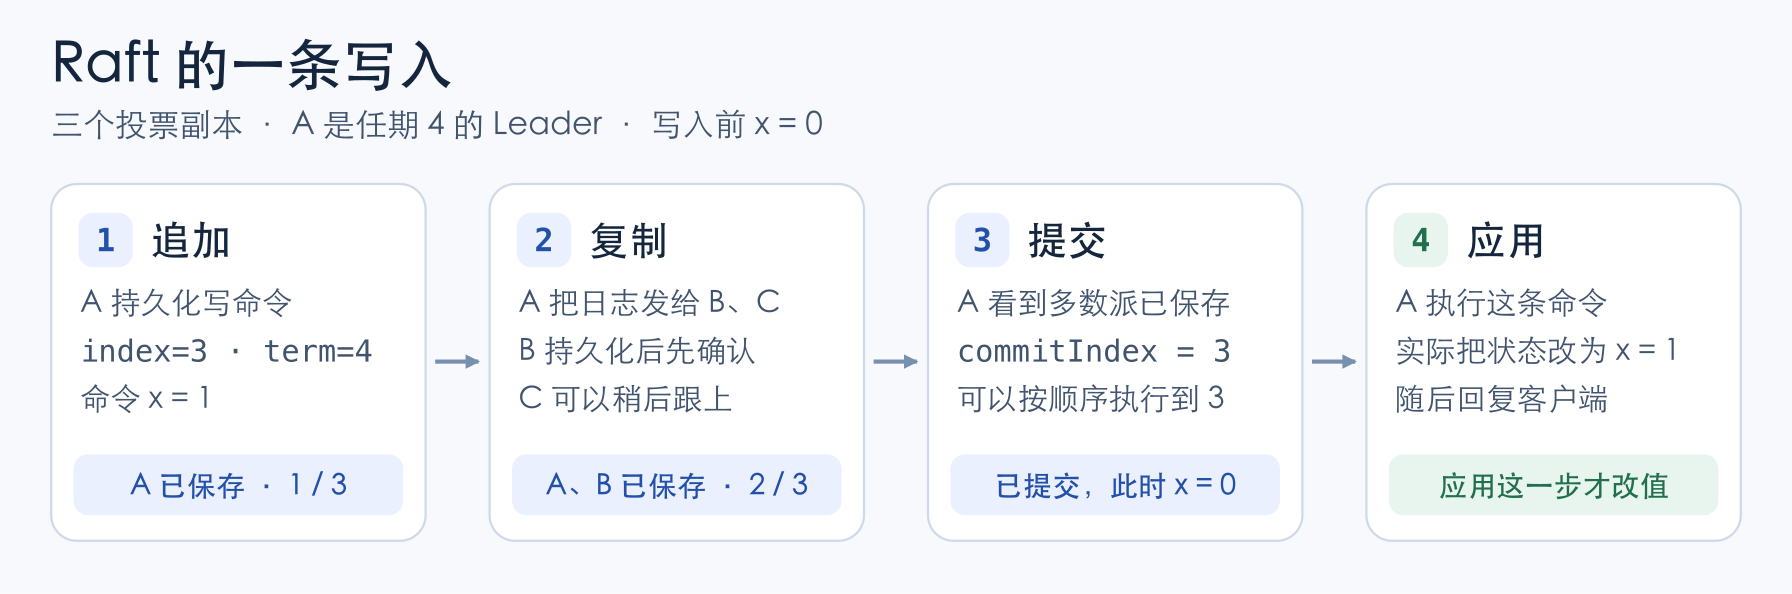 Raft 的一条写入
三个投票副本 · A 是任期 4 的 Leader · 写入前 x = 0
1 追加
A 持久化写命令
index=3 · term=4
命令 x = 1
A 已保存 · 1 / 3
2 复制
A 把日志发给 B、C
B 持久化后先确认
C 可以稍后跟上
A、B 已保存 · 2 / 3
3 提交
A 看到多数派已保存
commitIndex = 3
可以按顺序执行到 3
已提交，此时 x = 0
4 应用
A 执行这条命令
实际把状态改为 x = 1
随后回复客户端
应用这一步才改值